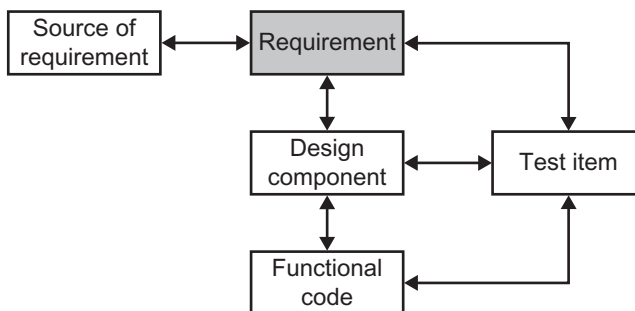 Source of
requirement
Requirement
Design
component
Test item
Functional
code